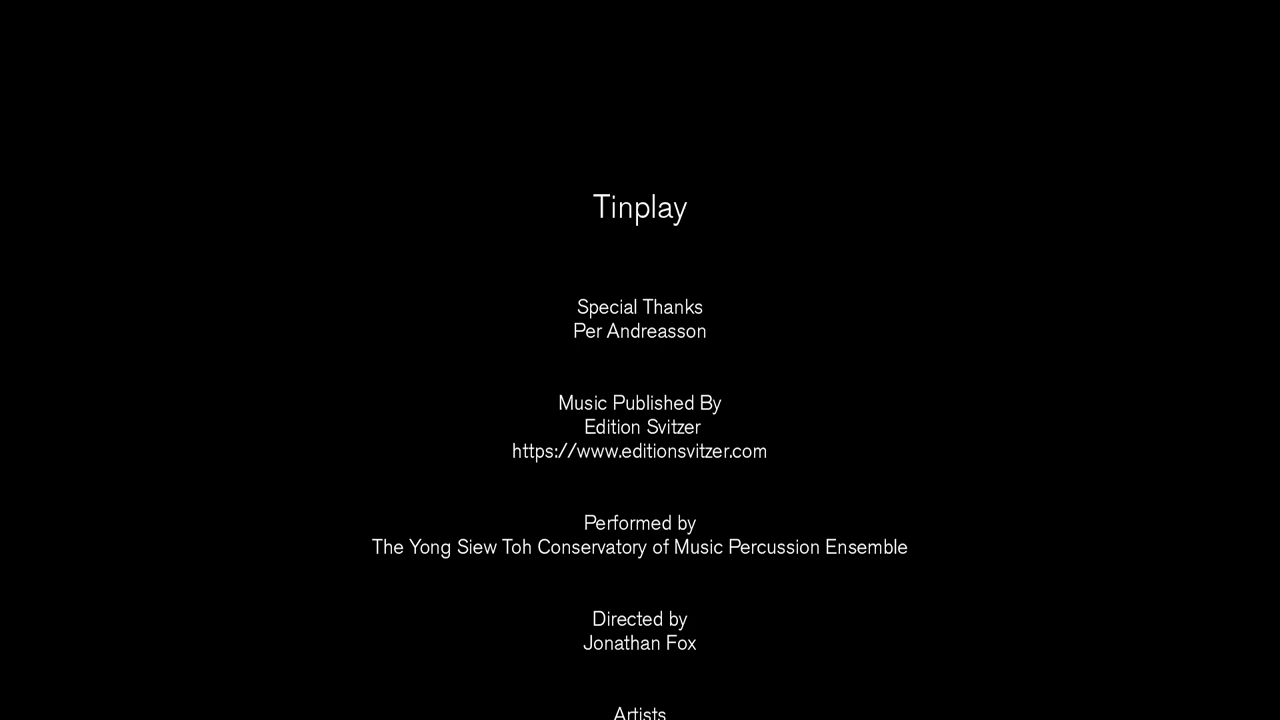 Tinplay
Special Thanks
Per Andreasson
Music Published By
Edition Svitzer
https://www.editionsvitzer.com
Performed by
The Yong Siew Toh Conservatory of Music Percussion Ensemble
Directed by
Jonathan Fox
Artists